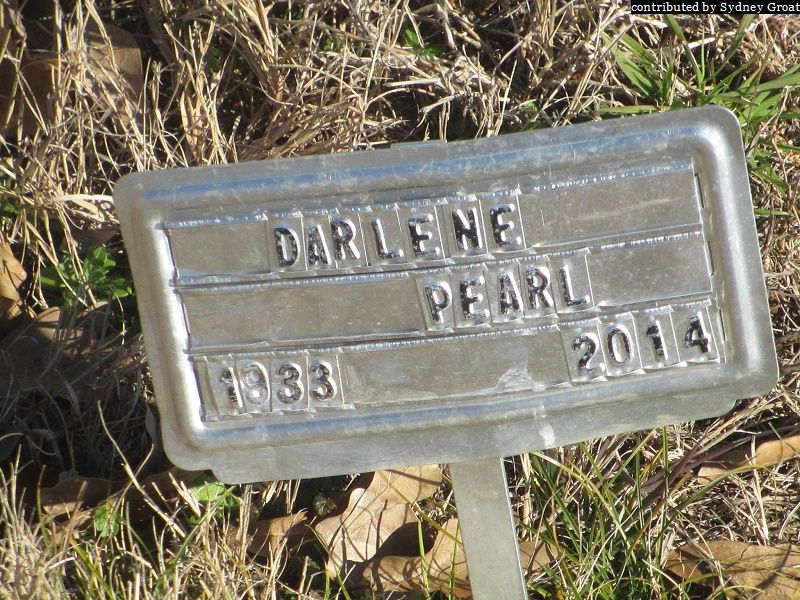 contributed by Sydney Groat
DARLENE
PEARL
1933 2014